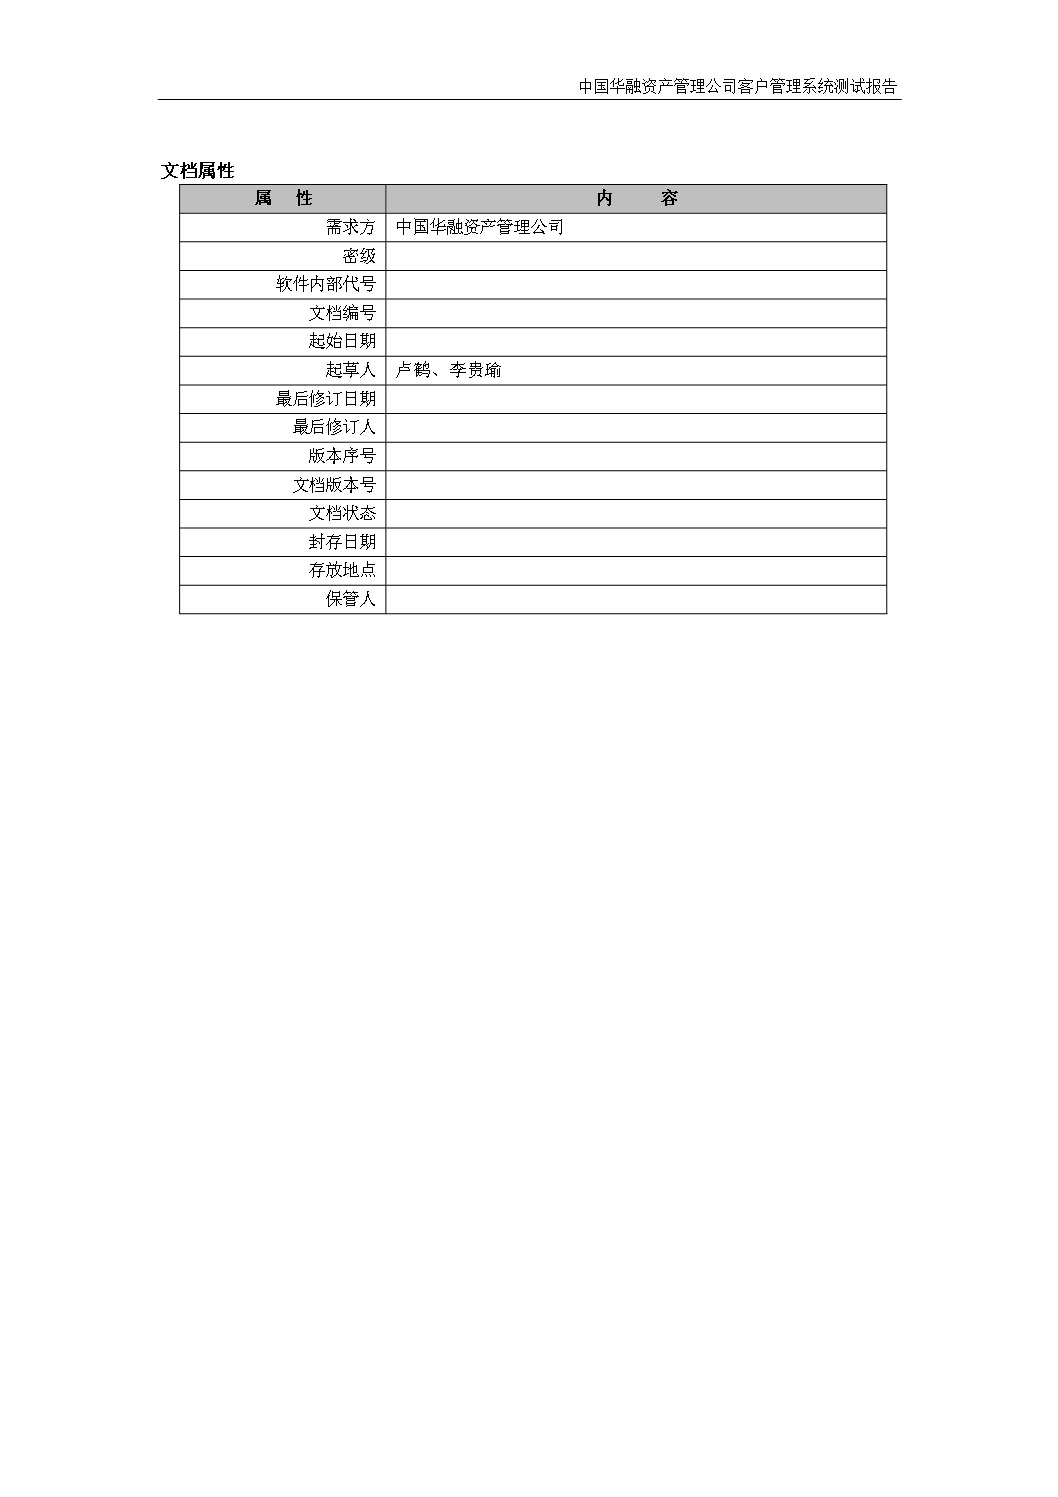 中国华融资产管理公司客户管理系统测试报告
文档属性
属 性 内 容
需求方 中国华融资产管理公司
密级
软件内部代号
文档编号
起始日期
起草人 卢鹤、李贵瑜
最后修订日期
最后修订人
版本序号
文档版本号
文档状态
封存日期
存放地点
保管人